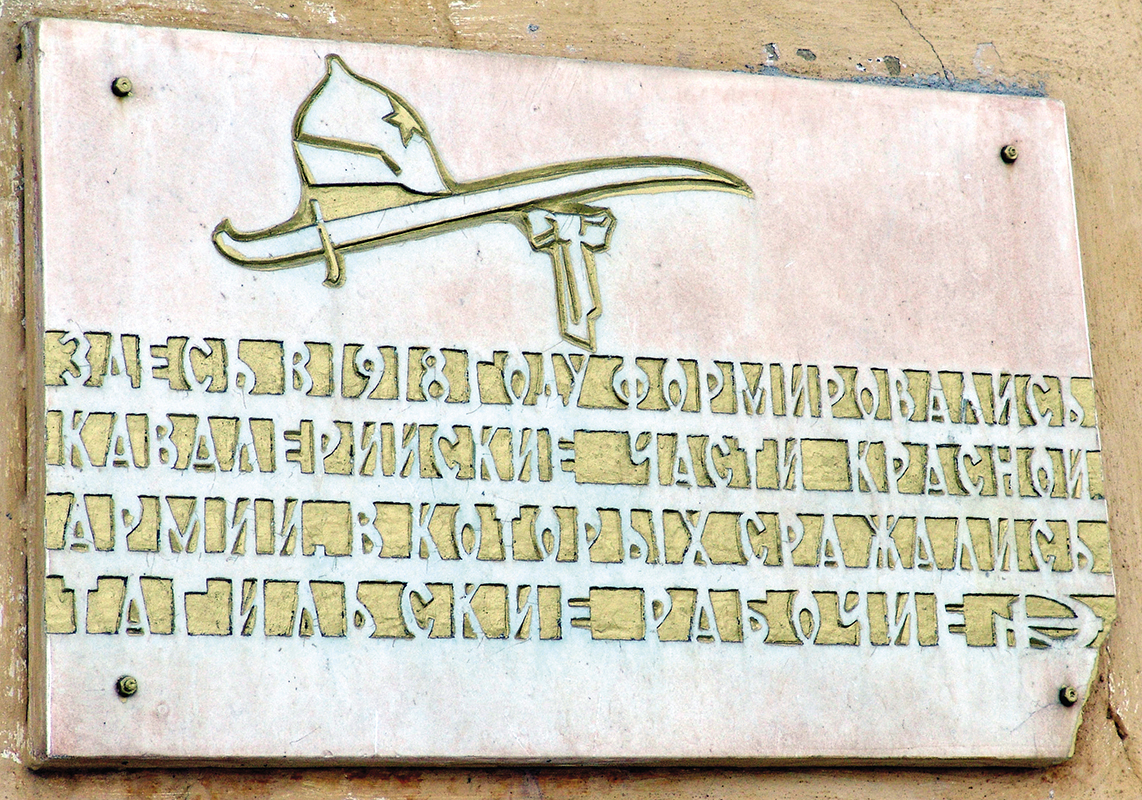 ЗДЕСЬ В 1918 ГОДУ ФОРМИРОВАЛИСЬ
КАВАЛЕРИЙСКИЕ ЧАСТИ КРАСНОЙ
АРМИИ В КОТОРЫХ СРАЖАЛИСЬ
ТАГИЛЬСКИЕ РАБОЧИЕ